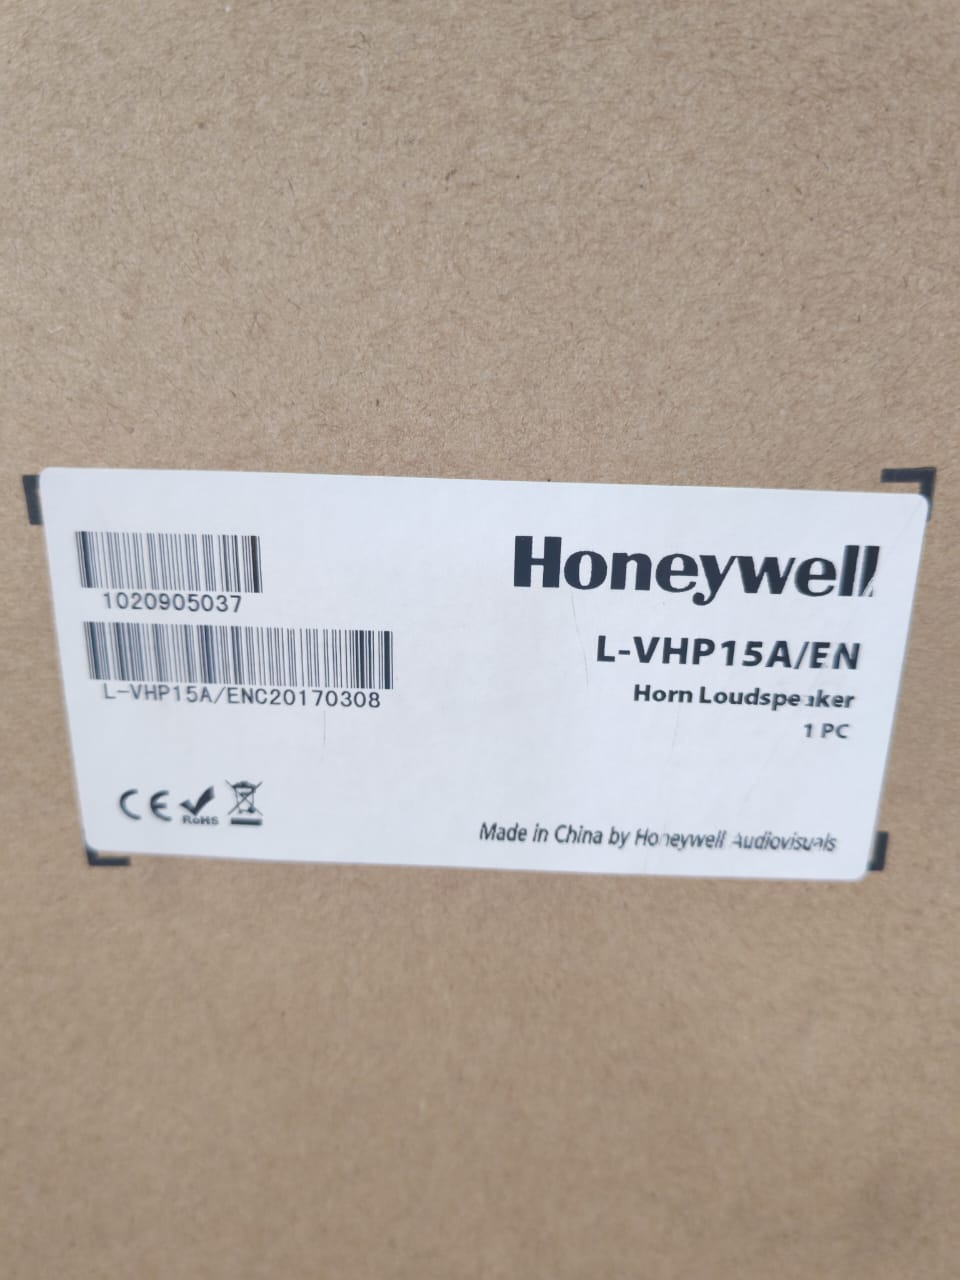 1020905037
L-VHP15A/ENC20170308
Honeywell
L-VHP15A/EN
Horn Loudspeaker
1 PC
CE
RoHS
Made in China by Honeywell Audiovisuals